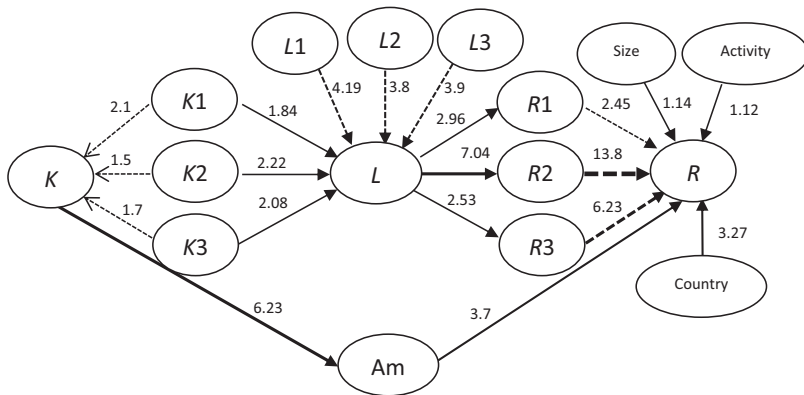 L1
L2
L3
Size
Activity
4.19
3.8
3.9
1.14
1.12
K1
2.1
1.84
2.96
R1
2.45
K
1.5
K2
2.22
L
7.04
R2
13.8
R
1.7
2.08
2.53
6.23
K3
R3
3.27
Country
6.23
3.7
Am